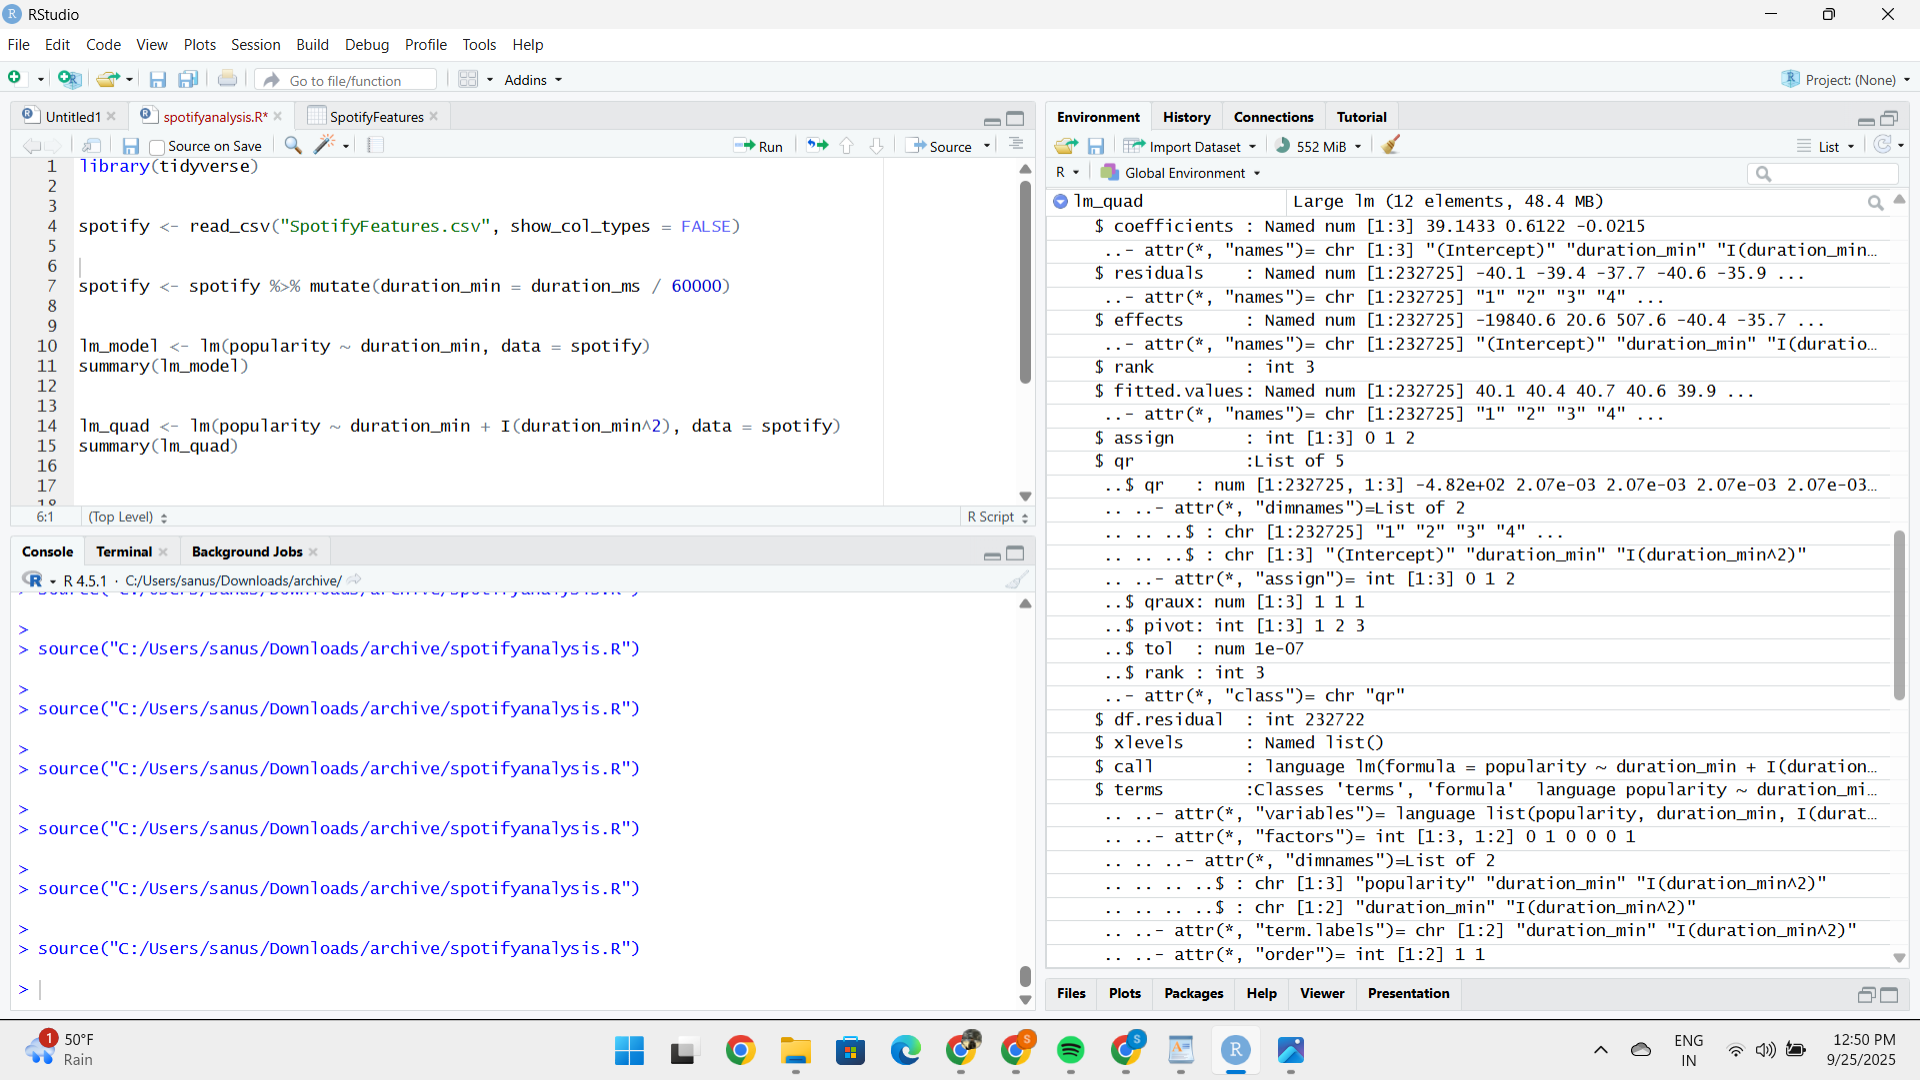 RStudio
File Edit Code View Plots Session Build Debug Profile Tools Help
Go to file/function Addins Project: (None)
Untitled1 spotifyanalysis.R* SpotifyFeatures
Source on Save Run Source
1 library(tidyverse)
2
3
4 spotify <- read_csv("SpotifyFeatures.csv", show_col_types = FALSE)
5
6
7 spotify <- spotify %>% mutate(duration_min = duration_ms / 60000)
8
9
10 lm_model <- lm(popularity ~ duration_min, data = spotify)
11 summary(lm_model)
12
13
14 lm_quad <- lm(popularity ~ duration_min + I(duration_min^2), data = spotify)
15 summary(lm_quad)
16
17
18
6:1 (Top Level) R Script
Console Terminal Background Jobs
R R 4.5.1 · C:/Users/sanus/Downloads/archive/
> source("C:/Users/sanus/Downloads/archive/spotifyanalysis.R")
>
> source("C:/Users/sanus/Downloads/archive/spotifyanalysis.R")
>
> source("C:/Users/sanus/Downloads/archive/spotifyanalysis.R")
>
> source("C:/Users/sanus/Downloads/archive/spotifyanalysis.R")
>
> source("C:/Users/sanus/Downloads/archive/spotifyanalysis.R")
>
> source("C:/Users/sanus/Downloads/archive/spotifyanalysis.R")
>
> source("C:/Users/sanus/Downloads/archive/spotifyanalysis.R")
>
Environment History Connections Tutorial
Import Dataset 552 MiB List
R Global Environment
lm_quad Large lm (12 elements, 48.4 MB)
$ coefficients : Named num [1:3] 39.1433 0.6122 -0.0215
..- attr(*, "names")= chr [1:3] "(Intercept)" "duration_min" "I(duration_min…
$ residuals : Named num [1:232725] -40.1 -39.4 -37.7 -40.6 -35.9 ...
..- attr(*, "names")= chr [1:232725] "1" "2" "3" "4" ...
$ effects : Named num [1:232725] -19840.6 20.6 507.6 -40.4 -35.7 ...
..- attr(*, "names")= chr [1:232725] "(Intercept)" "duration_min" "I(duratio…
$ rank : int 3
$ fitted.values: Named num [1:232725] 40.1 40.4 40.7 40.6 39.9 ...
..- attr(*, "names")= chr [1:232725] "1" "2" "3" "4" ...
$ assign : int [1:3] 0 1 2
$ qr :List of 5
..$ qr : num [1:232725, 1:3] -4.82e+02 2.07e-03 2.07e-03 2.07e-03 2.07e-03…
.. ..- attr(*, "dimnames")=List of 2
.. .. ..$ : chr [1:232725] "1" "2" "3" "4" ...
.. .. ..$ : chr [1:3] "(Intercept)" "duration_min" "I(duration_min^2)"
.. ..- attr(*, "assign")= int [1:3] 0 1 2
..$ qraux: num [1:3] 1 1 1
..$ pivot: int [1:3] 1 2 3
..$ tol : num 1e-07
..$ rank : int 3
..- attr(*, "class")= chr "qr"
$ df.residual : int 232722
$ xlevels : Named list()
$ call : language lm(formula = popularity ~ duration_min + I(duration…
$ terms :Classes 'terms', 'formula' language popularity ~ duration_mi…
.. ..- attr(*, "variables")= language list(popularity, duration_min, I(durat…
.. ..- attr(*, "factors")= int [1:3, 1:2] 0 1 0 0 0 1
.. .. ..- attr(*, "dimnames")=List of 2
.. .. .. ..$ : chr [1:3] "popularity" "duration_min" "I(duration_min^2)"
.. .. .. ..$ : chr [1:2] "duration_min" "I(duration_min^2)"
.. ..- attr(*, "term.labels")= chr [1:2] "duration_min" "I(duration_min^2)"
.. ..- attr(*, "order")= int [1:2] 1 1
Files Plots Packages Help Viewer Presentation
1 50°F
Rain
S S R
ENG
IN
12:50 PM
9/25/2025